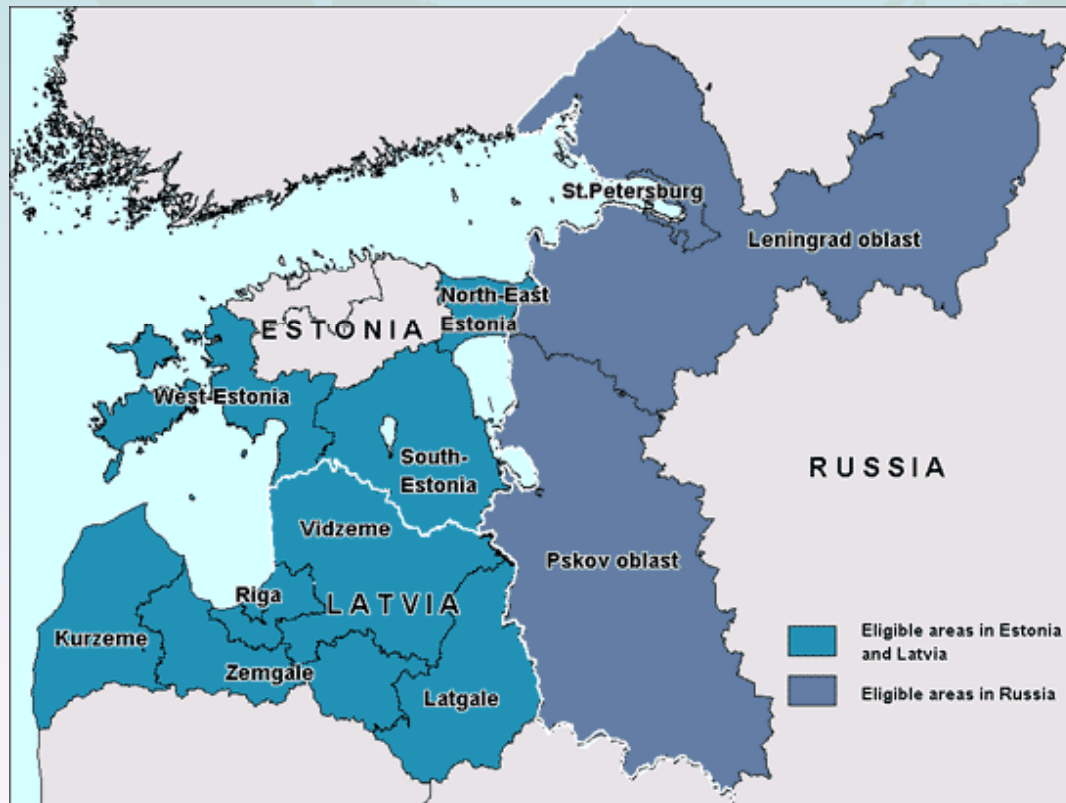 St.Petersburg
Leningrad oblast
North-East
Estonia
ESTONIA
West-Estonia
South-
Estonia
RUSSIA
Vidzeme
Pskov oblast
Riga
LATVIA
Kurzeme
Zemgale
Latgale
Eligible areas in Estonia
and Latvia
Eligible areas in Russia